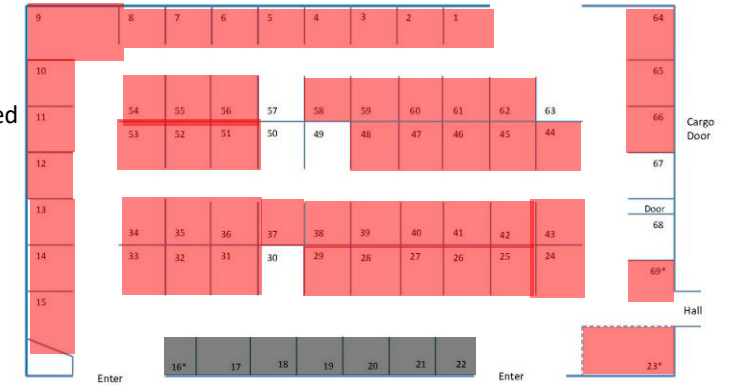 9 8 7 6 5 4 3 2 1 64
10 65
54 55 56 57 58 59 60 61 62 63
ed 11 66 Cargo
53 52 51 50 49 48 47 46 45 44 Door
12 67
13 Door
34 35 36 37 38 39 40 41 42 43 68
14 33 32 31 30 29 28 27 26 25 24
69*
15
Hall
16* 17 18 19 20 21 22 23*
Enter Enter